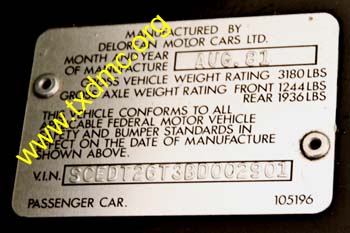 MANUFACTURED BY
DELOREAN MOTOR CARS LTD.
MONTH AND YEAR AUG.81
OF MANUFACTURE
GROSS VEHICLE WEIGHT RATING 3180 LBS
GROSS AXLE WEIGHT RATING FRONT 1244 LBS
REAR 1936 LBS
THIS VEHICLE CONFORMS TO ALL
APPLICABLE FEDERAL MOTOR VEHICLE
SAFETY AND BUMPER STANDARDS IN
EFFECT ON THE DATE OF MANUFACTURE
SHOWN ABOVE.
V.I.N.
PASSENGER CAR. 105196
www.txdmc.org